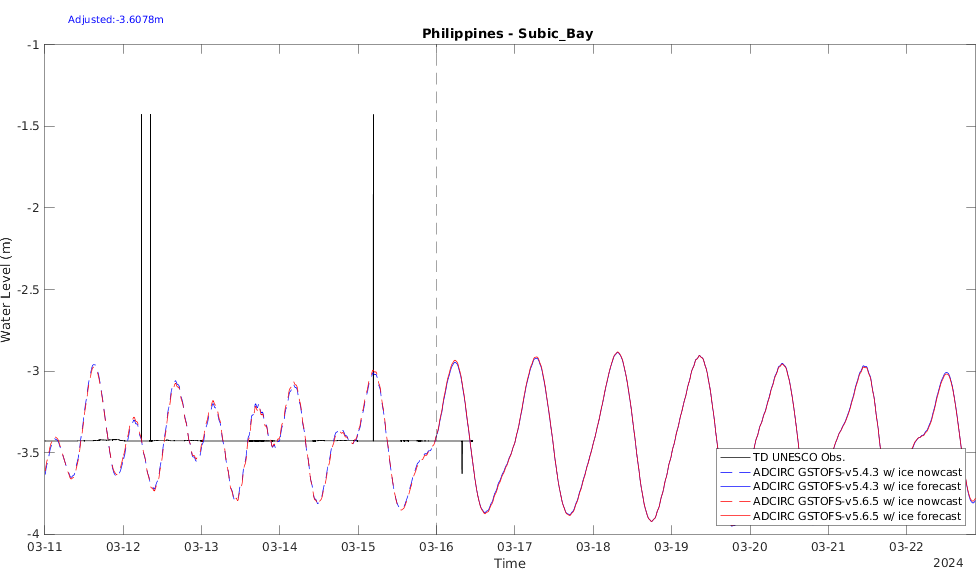 Adjusted:-3.6078m
Philippines - Subic_Bay
Water Level (m)
-1
-1.5
-2
-2.5
-3
-3.5
-4
TD UNESCO Obs.
ADCIRC GSTOFS-v5.4.3 w/ ice nowcast
ADCIRC GSTOFS-v5.4.3 w/ ice forecast
ADCIRC GSTOFS-v5.6.5 w/ ice nowcast
ADCIRC GSTOFS-v5.6.5 w/ ice forecast
03-11 03-12 03-13 03-14 03-15 03-16 03-17 03-18 03-19 03-20 03-21 03-22
Time
2024